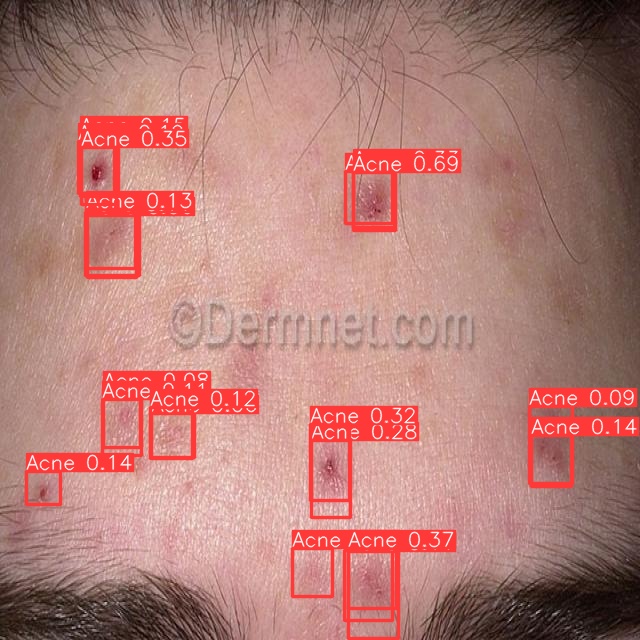 Acne 0.35
Acne 0.69
Acne 0.13
©Dermnet.com
Acne 0.12
Acne 0.09
Acne 0.32
Acne 0.14
Acne 0.28
Acne 0.14
Acne
Acne 0.37